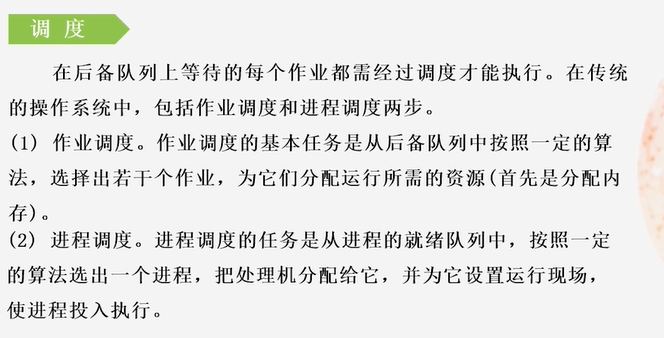 调 度
在后备队列上等待的每个作业都需经过调度才能执行。在传统
的操作系统中，包括作业调度和进程调度两步。
(1) 作业调度。作业调度的基本任务是从后备队列中按照一定的算
法，选择出若干个作业，为它们分配运行所需的资源(首先是分配内
存)。
(2) 进程调度。进程调度的任务是从进程的就绪队列中，按照一定
的算法选出一个进程，把处理机分配给它，并为它设置运行现场，
使进程投入执行。